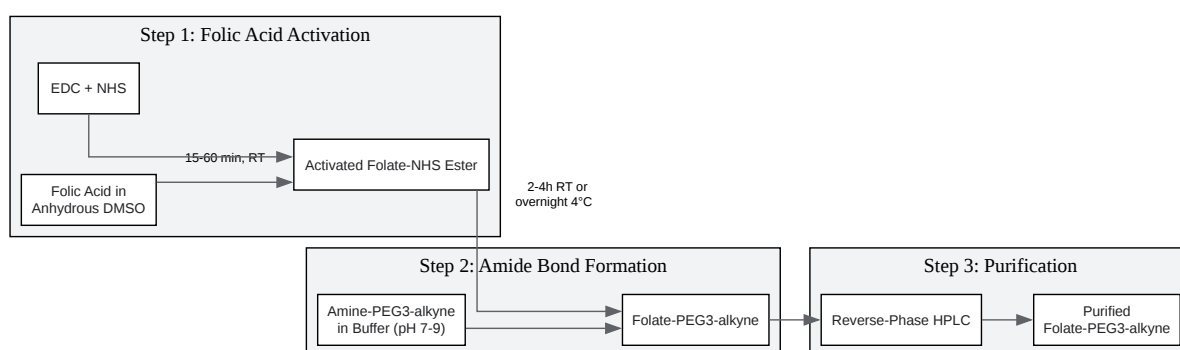 Step 1: Folic Acid Activation
EDC + NHS
15-60 min, RT
Activated Folate-NHS Ester
Folic Acid in
Anhydrous DMSO
2-4h RT or
overnight 4°C
Step 2: Amide Bond Formation
Amine-PEG3-alkyne
in Buffer (pH 7-9)
Folate-PEG3-alkyne
Step 3: Purification
Reverse-Phase HPLC
Purified
Folate-PEG3-alkyne